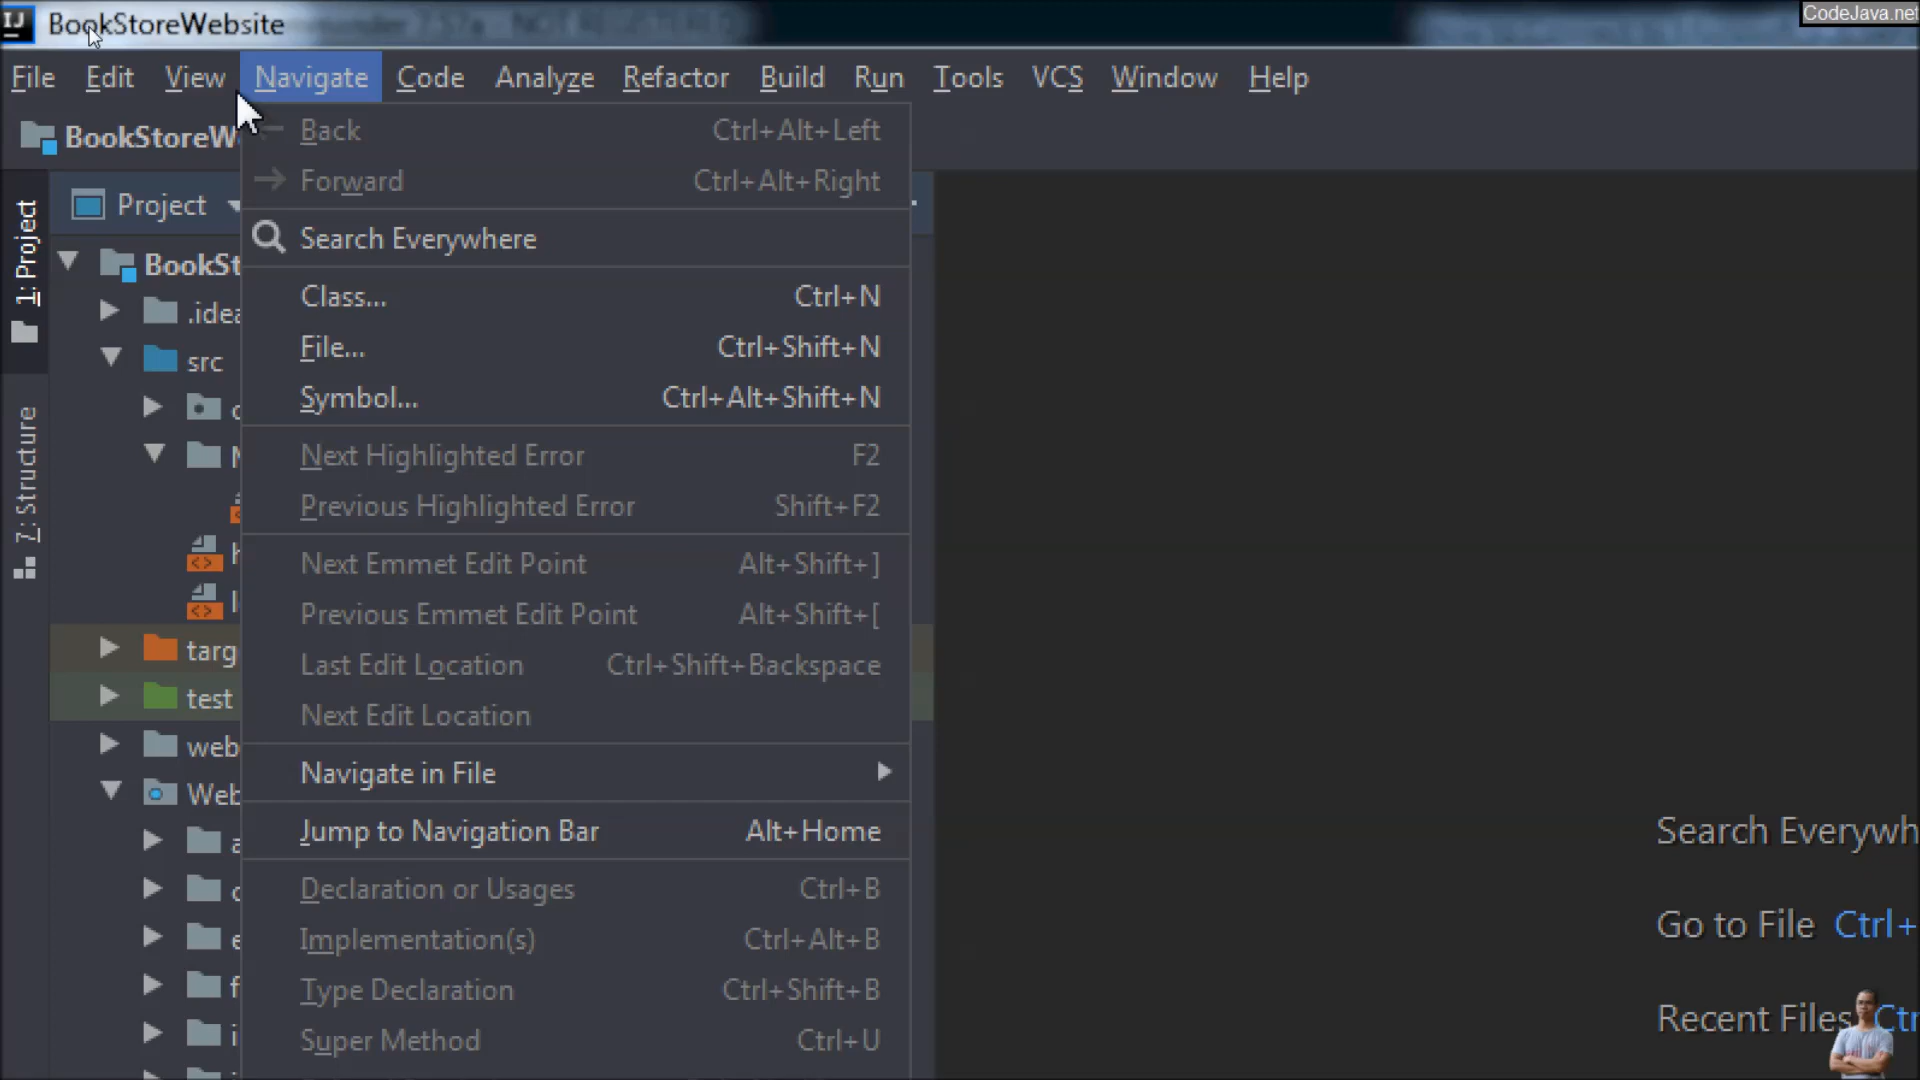 IJ BookStoreWebsite
CodeJava.net
File Edit View Navigate Code Analyze Refactor Build Run Tools VCS Window Help
BookStoreW
1: Project
7: Structure
Project
BookSt
.idea
src
targ
test
web
Web
Back Ctrl+Alt+Left
Forward Ctrl+Alt+Right
Search Everywhere
Class... Ctrl+N
File... Ctrl+Shift+N
Symbol... Ctrl+Alt+Shift+N
Next Highlighted Error F2
Previous Highlighted Error Shift+F2
Next Emmet Edit Point Alt+Shift+]
Previous Emmet Edit Point Alt+Shift+[
Last Edit Location Ctrl+Shift+Backspace
Next Edit Location
Navigate in File
Jump to Navigation Bar Alt+Home
Declaration or Usages Ctrl+B
Implementation(s) Ctrl+Alt+B
Type Declaration Ctrl+Shift+B
Super Method Ctrl+U
Search Everywh
Go to File Ctrl+
Recent Files Ctr